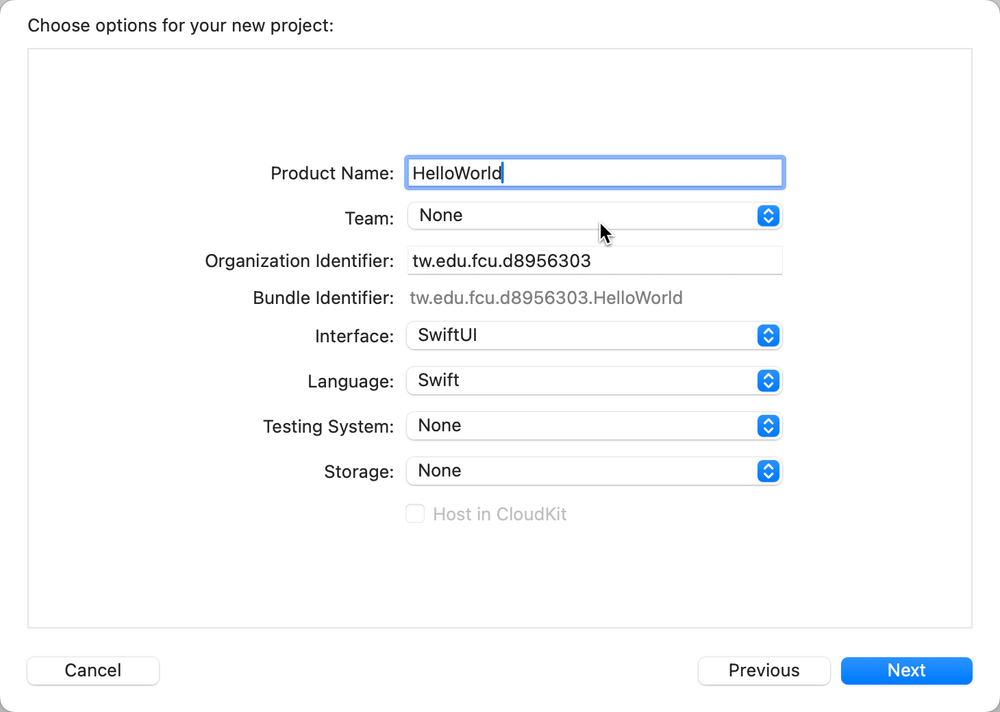 Choose options for your new project:
Product Name: HelloWorld
Team: None
Organization Identifier: tw.edu.fcu.d8956303
Bundle Identifier: tw.edu.fcu.d8956303.HelloWorld
Interface: SwiftUI
Language: Swift
Testing System: None
Storage: None
Host in CloudKit
Cancel Previous Next